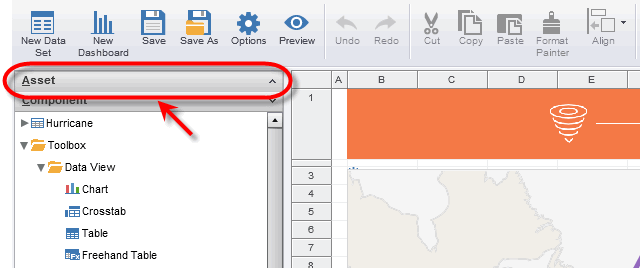 New Data Set
New Dashboard
Save
Save As
Options
Preview
Undo
Redo
Cut
Copy
Paste
Format Painter
Align
Asset
Component
A B C D E
1
Hurricane
Toolbox
Data View
3
Chart
4
Crosstab
5
6
Table
7
Freehand Table
8